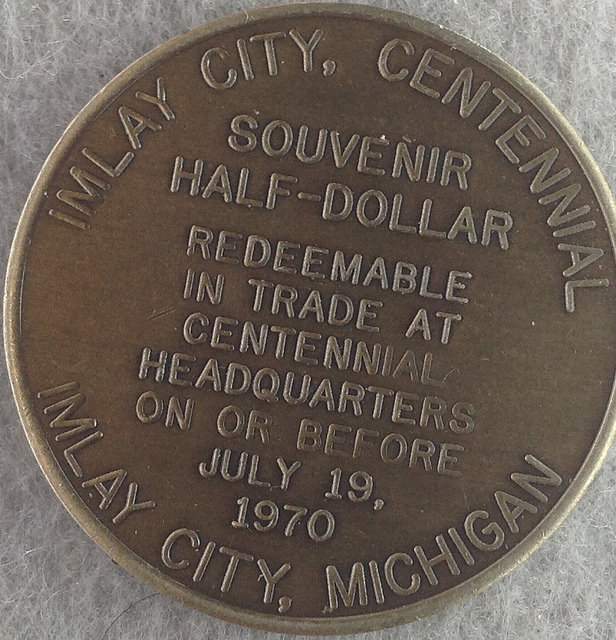 IMLAY CITY, CENTENNIAL
SOUVENIR
HALF-DOLLAR
REDEEMABLE
IN TRADE AT
CENTENNIAL
HEADQUARTERS
ON OR BEFORE
JULY 19,
1970
IMLAY CITY, MICHIGAN